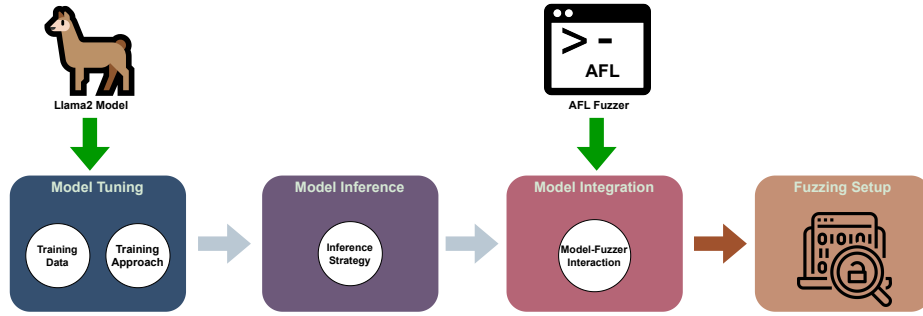 >-
AFL
Llama2 Model
AFL Fuzzer
Model Tuning
Model Inference
Model Integration
Fuzzing Setup
Training
Data
Training
Approach
Inference
Strategy
Model-Fuzzer
Interaction